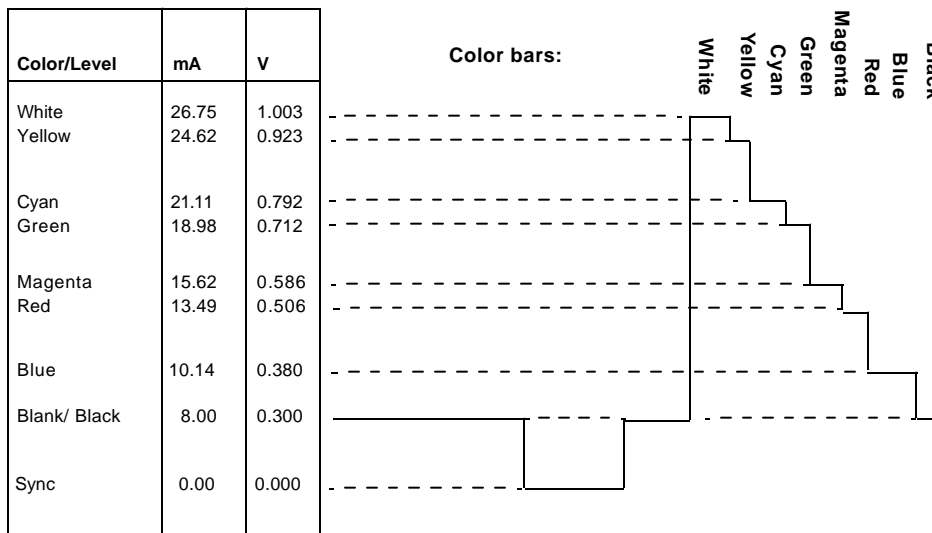 Color/Level mA V
White 26.75 1.003
Yellow 24.62 0.923
Cyan 21.11 0.792
Green 18.98 0.712
Magenta 15.62 0.586
Red 13.49 0.506
Blue 10.14 0.380
Blank/ Black 8.00 0.300
Sync 0.00 0.000
Color bars:
White
Yellow
Cyan
Green
Magenta
Red
Blue